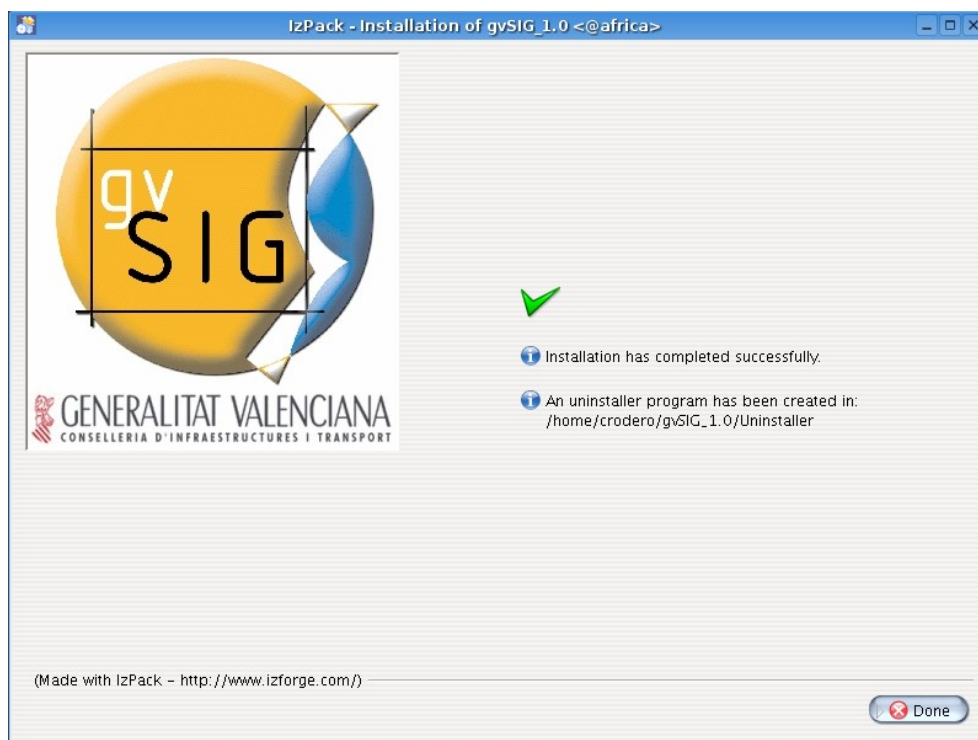 IzPack - Installation of gvSIG_1.0 <@africa>
gv
SIG
GENERALITAT VALENCIANA
CONSELLERIA D'INFRAESTRUCTURES I TRANSPORT
Installation has completed successfully.
An uninstaller program has been created in:
/home/crodero/gvSIG_1.0/Uninstaller
(Made with IzPack - http://www.izforge.com/)
Done